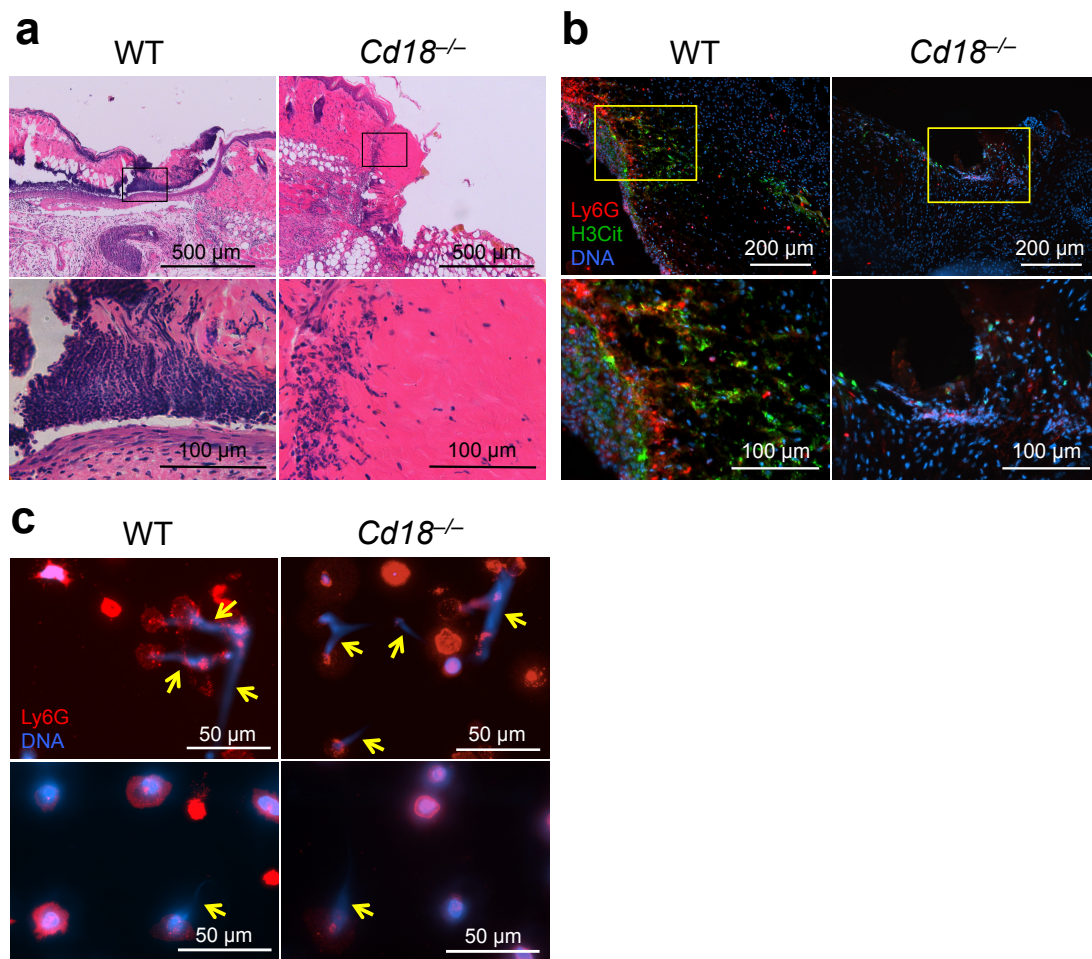 a
WT
Cd18–/–
500 µm
500 µm
100 µm
100 µm
b
WT
Cd18–/–
Ly6G
H3Cit
DNA
200 µm
200 µm
100 µm
100 µm
c
WT
Cd18–/–
Ly6G
DNA
50 µm
50 µm
50 µm
50 µm